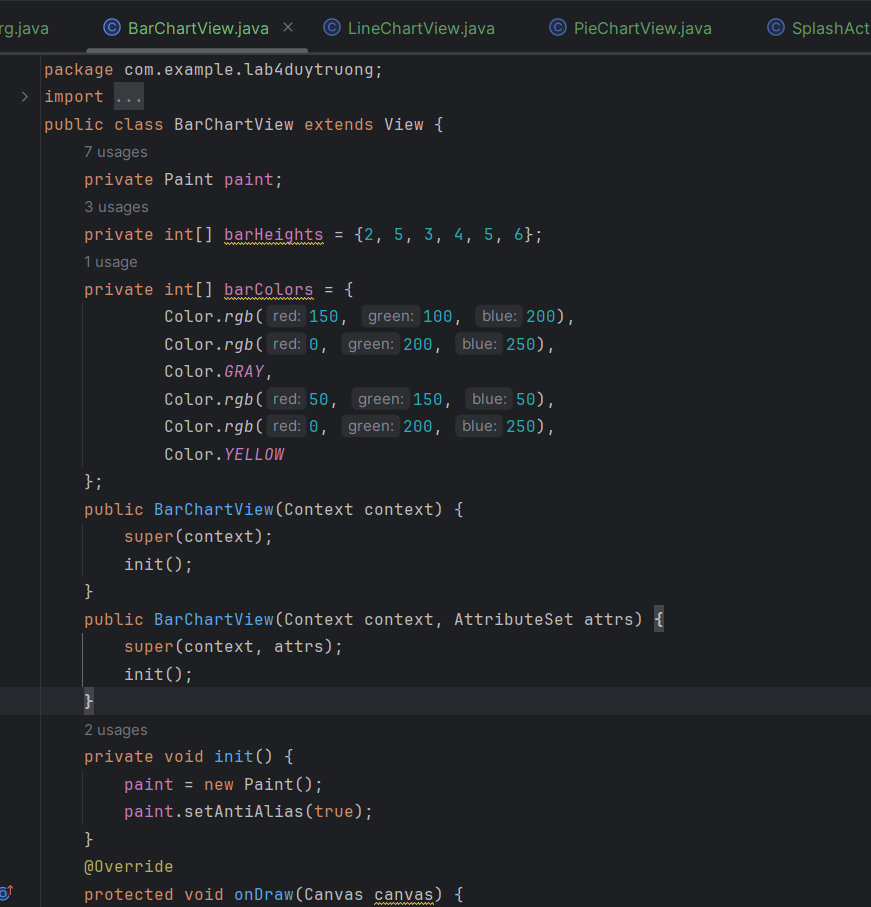 rg.java BarChartView.java LineChartView.java PieChartView.java SplashAct
package com.example.lab4duytruong;
import ...
public class BarChartView extends View {
7 usages
private Paint paint;
3 usages
private int[] barHeights = {2, 5, 3, 4, 5, 6};
1 usage
private int[] barColors = {
Color.rgb( red: 150, green: 100, blue: 200),
Color.rgb( red: 0, green: 200, blue: 250),
Color.GRAY,
Color.rgb( red: 50, green: 150, blue: 50),
Color.rgb( red: 0, green: 200, blue: 250),
Color.YELLOW
};
public BarChartView(Context context) {
super(context);
init();
}
public BarChartView(Context context, AttributeSet attrs) {
super(context, attrs);
init();
}
2 usages
private void init() {
paint = new Paint();
paint.setAntiAlias(true);
}
@Override
protected void onDraw(Canvas canvas) {